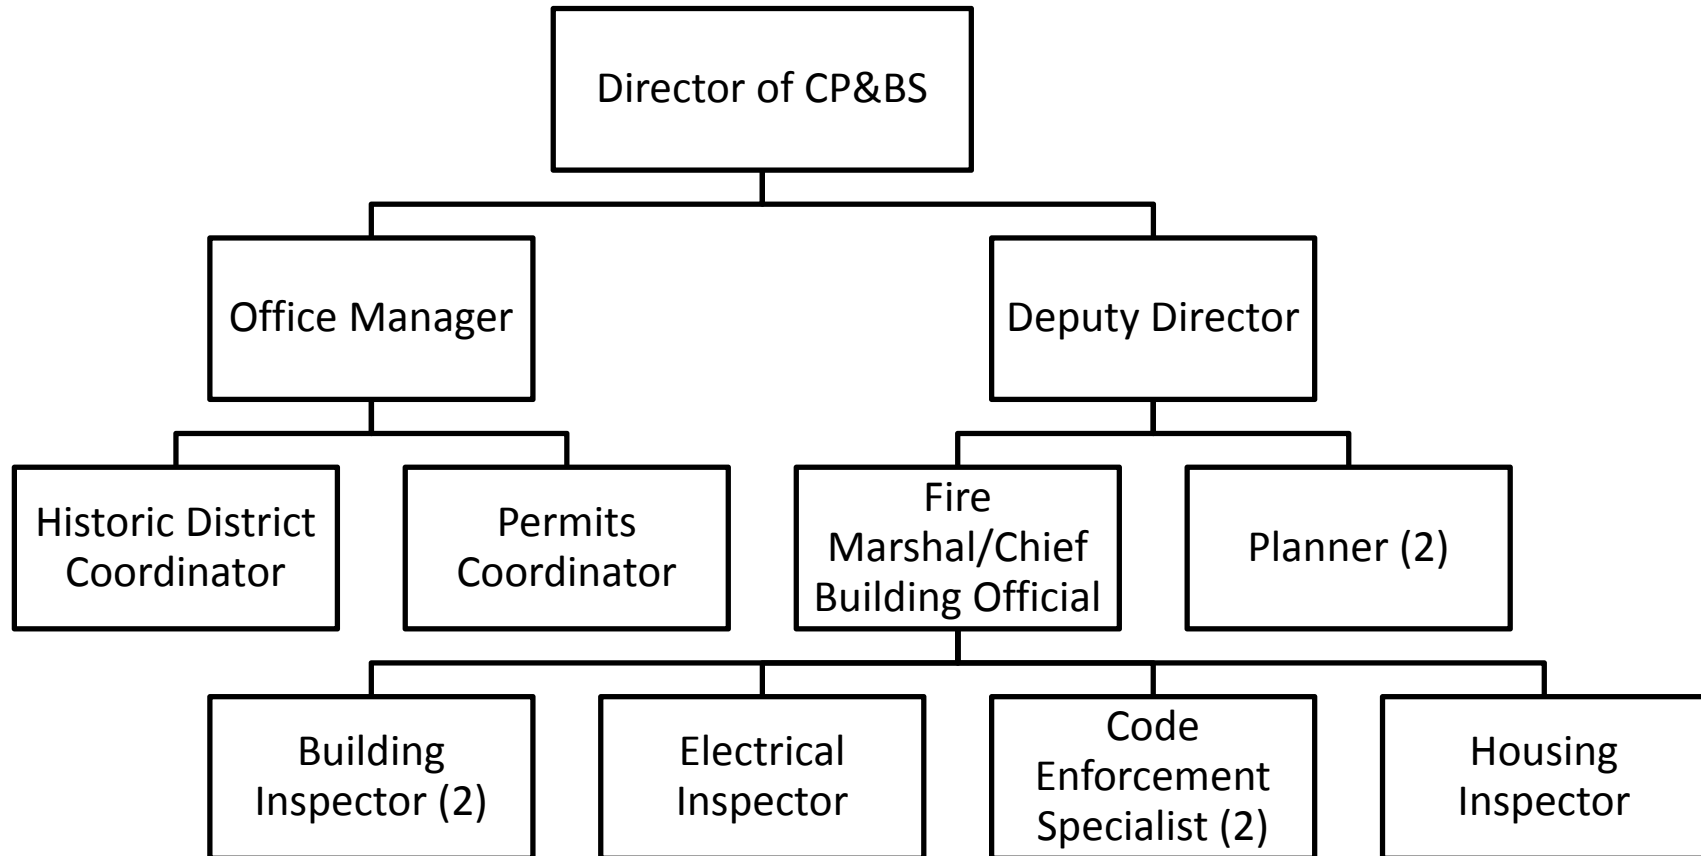 Director of CP&BS
Office Manager
Deputy Director
Historic District
Coordinator
Permits
Coordinator
Fire
Marshal/Chief
Building Official
Planner (2)
Building
Inspector (2)
Electrical
Inspector
Code
Enforcement
Specialist (2)
Housing
Inspector